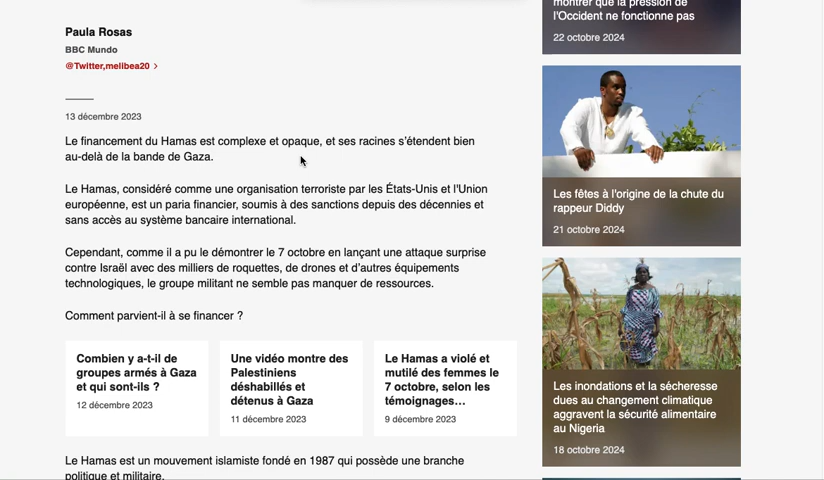 Paula Rosas
BBC Mundo
@Twitter,melibea20
13 décembre 2023
Le financement du Hamas est complexe et opaque, et ses racines s'étendent bien
au-delà de la bande de Gaza.
Le Hamas, considéré comme une organisation terroriste par les États-Unis et l'Union
européenne, est un paria financier, soumis à des sanctions depuis des décennies et
sans accès au système bancaire international.
Cependant, comme il a pu le démontrer le 7 octobre en lançant une attaque surprise
contre Israël avec des milliers de roquettes, de drones et d'autres équipements
technologiques, le groupe militant ne semble pas manquer de ressources.
Comment parvient-il à se financer ?
Combien y a-t-il de
groupes armés à Gaza
et qui sont-ils ?
12 décembre 2023
Une vidéo montre des
Palestiniens
déshabillés et
détenus à Gaza
11 décembre 2023
Le Hamas a violé et
mutilé des femmes le
7 octobre, selon les
témoignages…
9 décembre 2023
Le Hamas est un mouvement islamiste fondé en 1987 qui possède une branche
politique et militaire.
montrer que la pression de
l'Occident ne fonctionne pas
22 octobre 2024
Les fêtes à l'origine de la chute du
rappeur Diddy
21 octobre 2024
Les inondations et la sécheresse
dues au changement climatique
aggravent la sécurité alimentaire
au Nigeria
18 octobre 2024